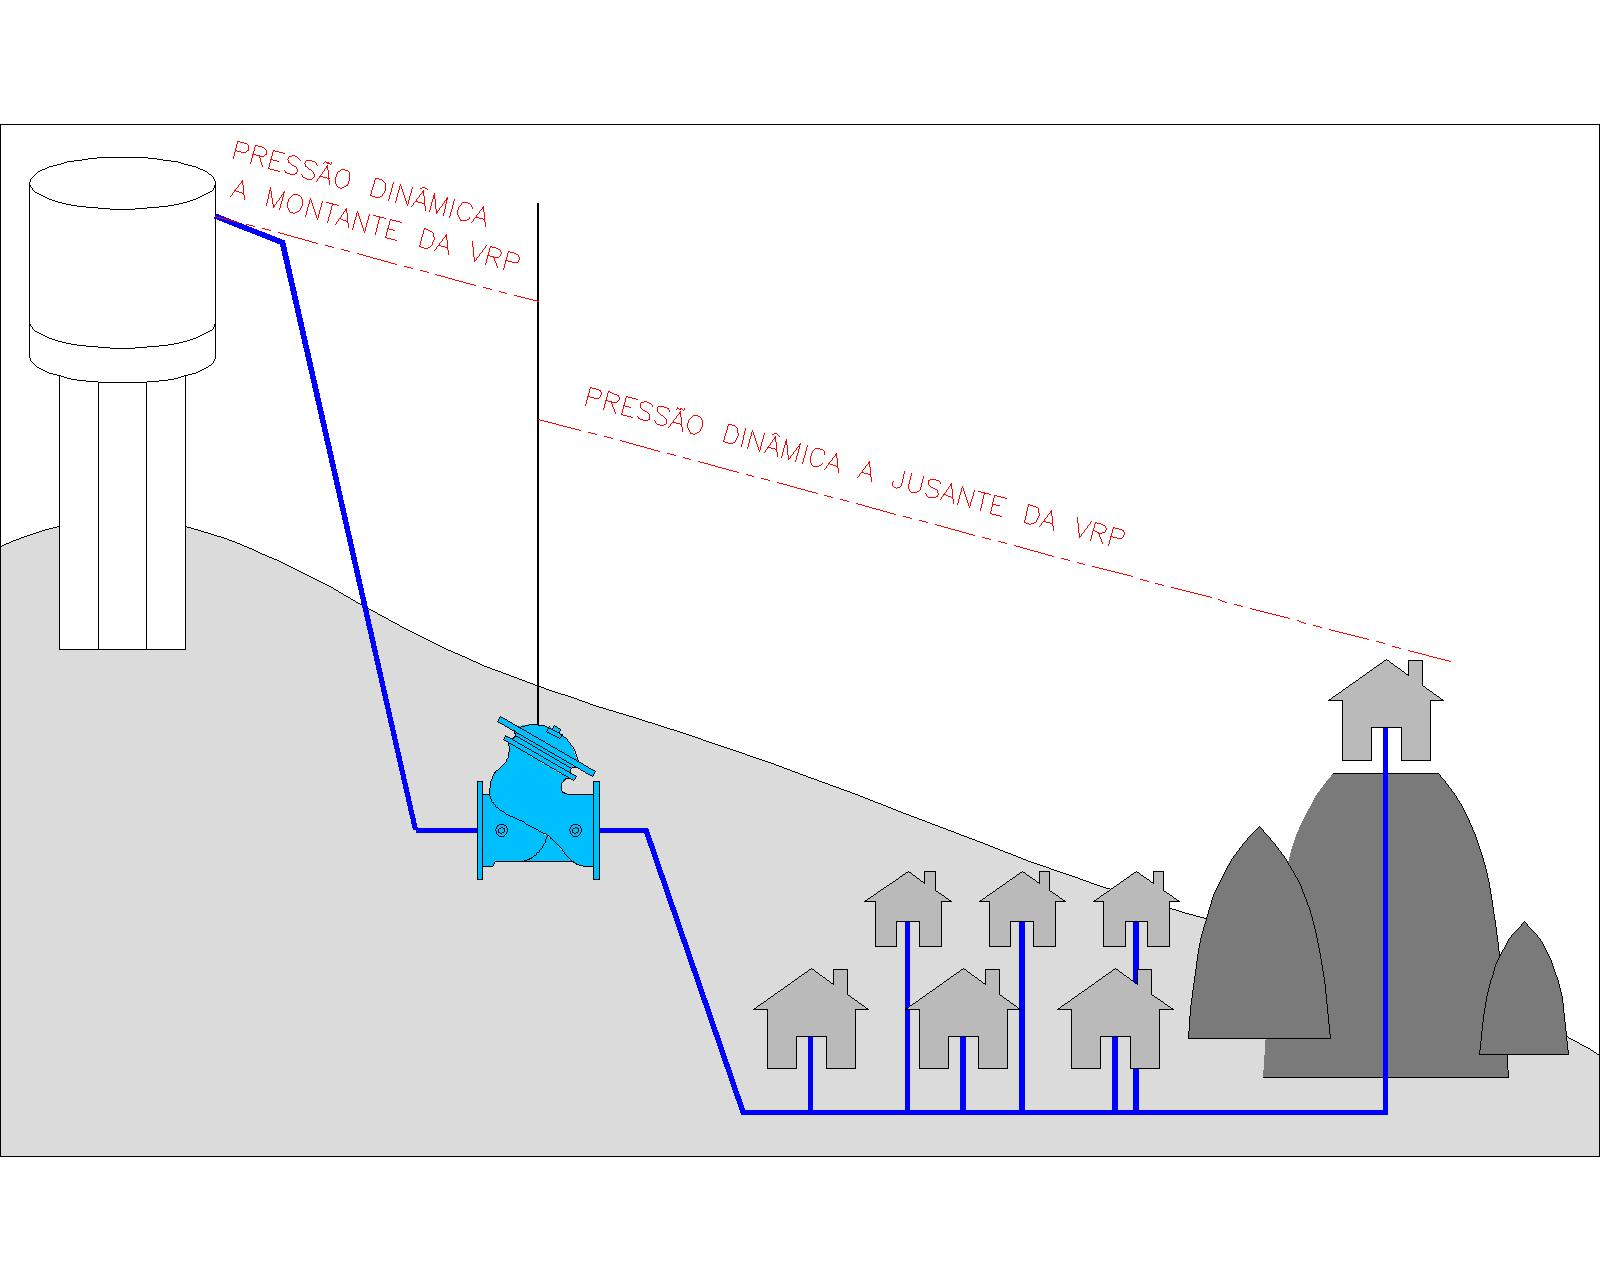 PRESSÃO DINÂMICA
A MONTANTE DA VRP
PRESSÃO DINÂMICA A JUSANTE DA VRP